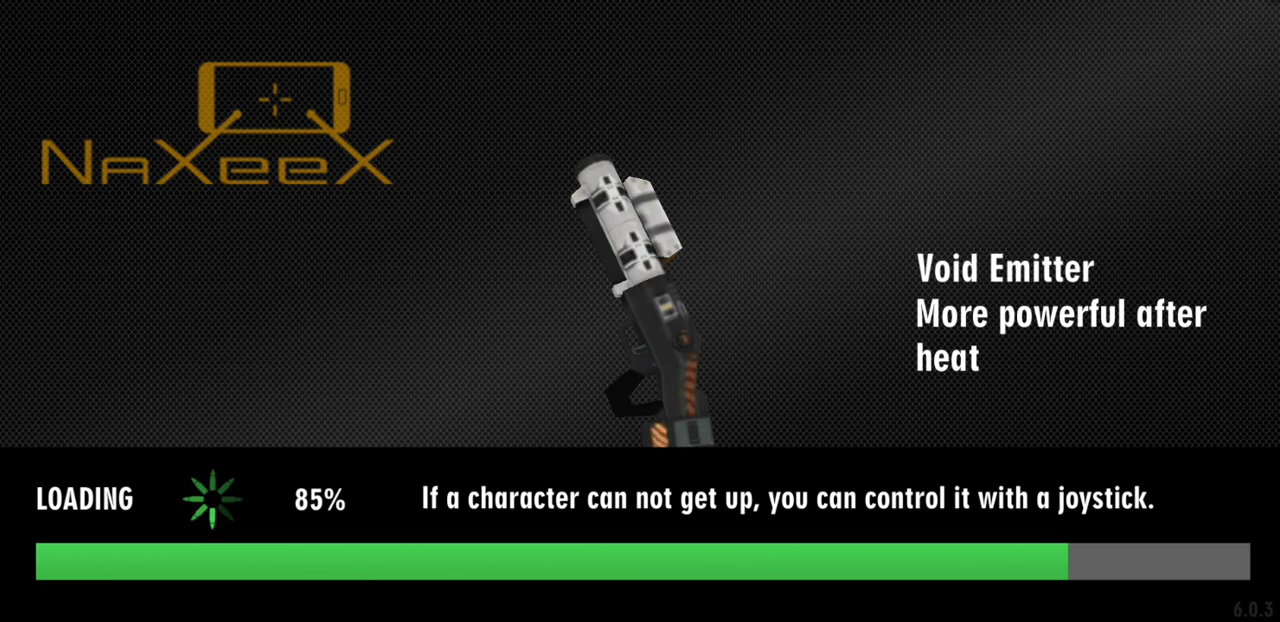 NaXeeX
Void Emitter
More powerful after
heat
LOADING 85% If a character can not get up, you can control it with a joystick.
6.0.3